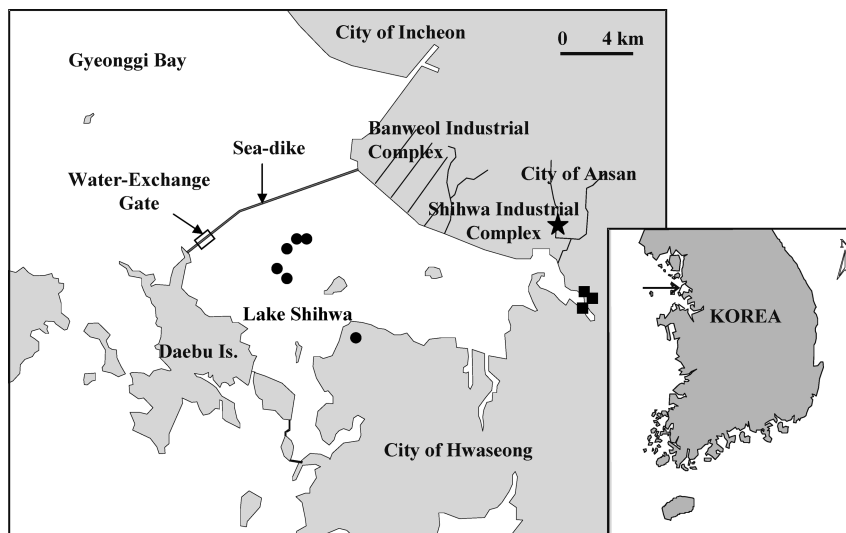 City of Incheon
0 4 km
Gyeonggi Bay
Banweol Industrial
Complex
Sea-dike
City of Ansan
Water-Exchange
Gate
Shihwa Industrial
Complex
N
Lake Shihwa
KOREA
Daebu Is.
City of Hwaseong